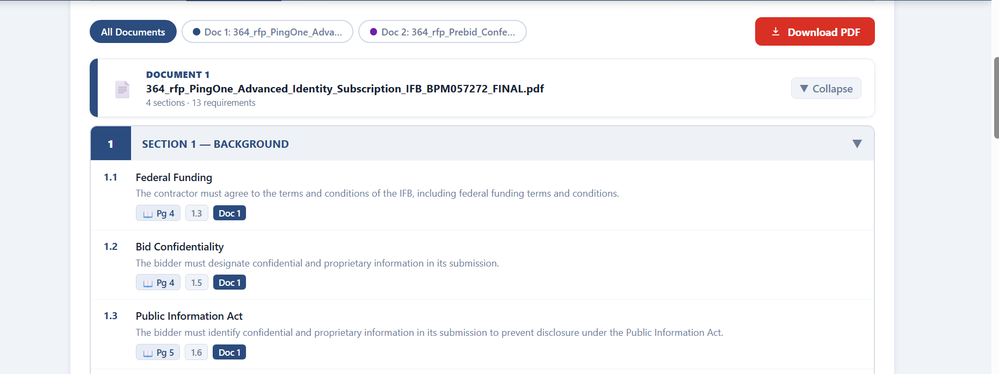 All Documents
Doc 1: 364_rfp_PingOne_Adva...
Doc 2: 364_rfp_Prebid_Confe...
Download PDF
DOCUMENT 1
364_rfp_PingOne_Advanced_Identity_Subscription_IFB_BPM057272_FINAL.pdf
4 sections · 13 requirements
▼ Collapse
1 SECTION 1 — BACKGROUND ▼
1.1 Federal Funding
The contractor must agree to the terms and conditions of the IFB, including federal funding terms and conditions.
Pg 4 1.3 Doc 1
1.2 Bid Confidentiality
The bidder must designate confidential and proprietary information in its submission.
Pg 4 1.5 Doc 1
1.3 Public Information Act
The bidder must identify confidential and proprietary information in its submission to prevent disclosure under the Public Information Act.
Pg 5 1.6 Doc 1